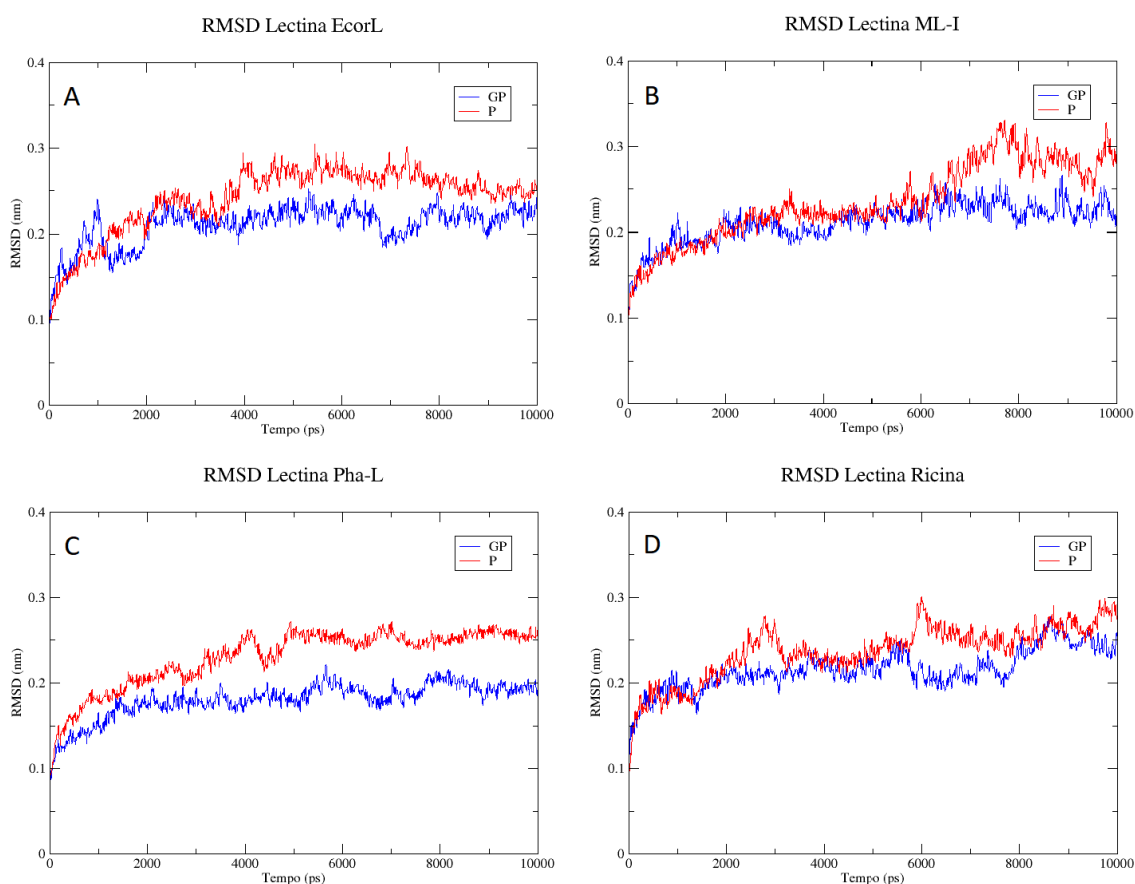 RMSD Lectina EcorL
A
GP
P
0.4
0.3
0.2
0.1
0
RMSD (nm)
0 2000 4000 6000 8000 10000
Tempo (ps)
RMSD Lectina ML-I
B
GP
P
0.4
0.3
0.2
0.1
0
RMSD (nm)
0 2000 4000 6000 8000 10000
Tempo (ps)
RMSD Lectina Pha-L
C
GP
P
0.4
0.3
0.2
0.1
0
RMSD (nm)
0 2000 4000 6000 8000 10000
Tempo (ps)
RMSD Lectina Ricina
D
GP
P
0.4
0.3
0.2
0.1
0
RMSD (nm)
0 2000 4000 6000 8000 10000
Tempo (ps)